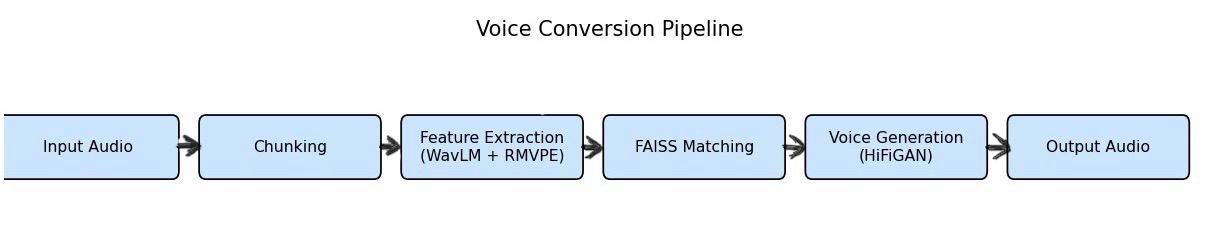 Voice Conversion Pipeline
Input Audio
Chunking
Feature Extraction
(WavLM + RMVPE)
FAISS Matching
Voice Generation
(HiFiGAN)
Output Audio